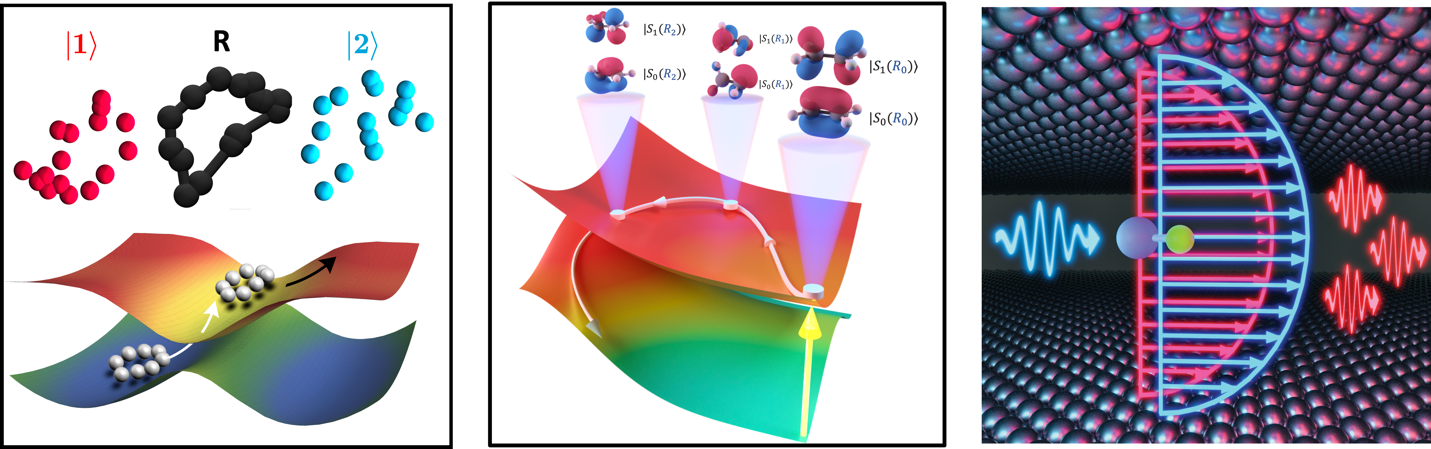 |1⟩
R
|2⟩
|S₁(R₂)⟩
|S₀(R₂)⟩
|S₁(R₁)⟩
|S₀(R₁)⟩
|S₁(R₀)⟩
|S₀(R₀)⟩